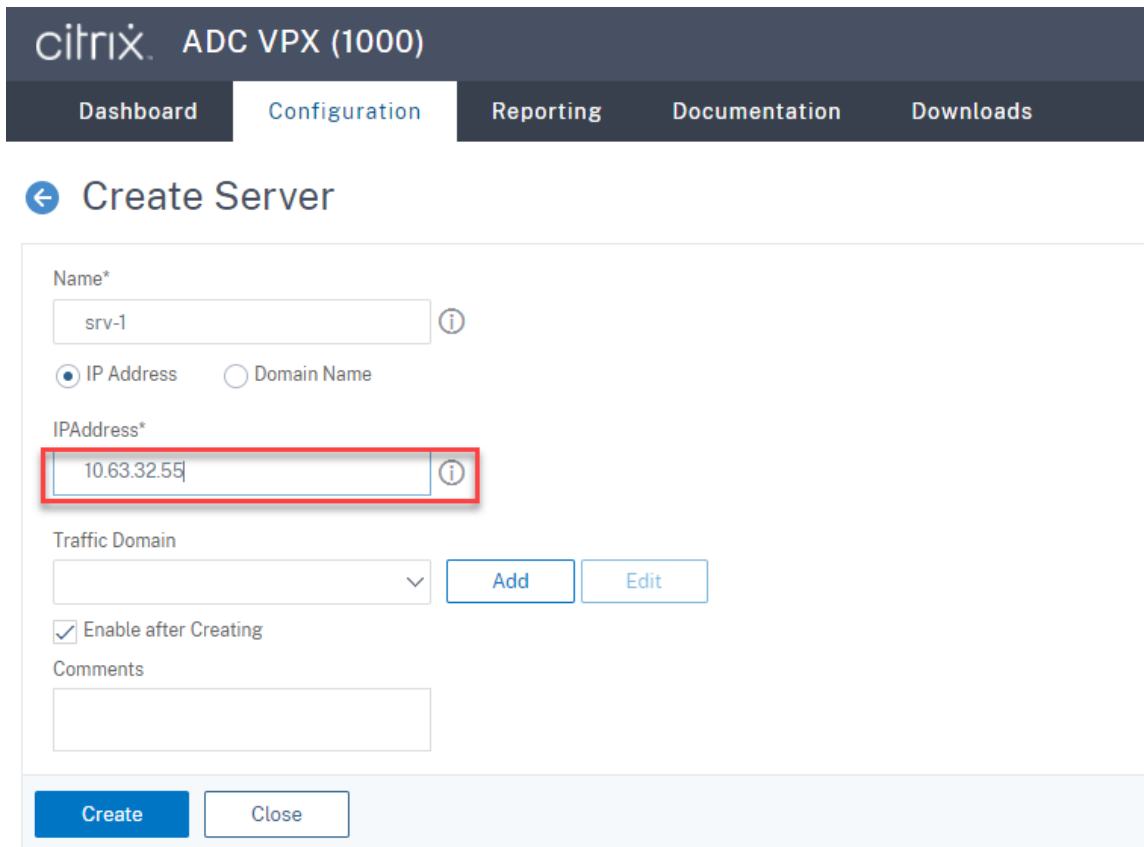 citrix. ADC VPX (1000)
Dashboard Configuration Reporting Documentation Downloads
Create Server
Name*
srv-1
IP Address Domain Name
IPAddress*
10.63.32.55
Traffic Domain
Add Edit
Enable after Creating
Comments
Create Close